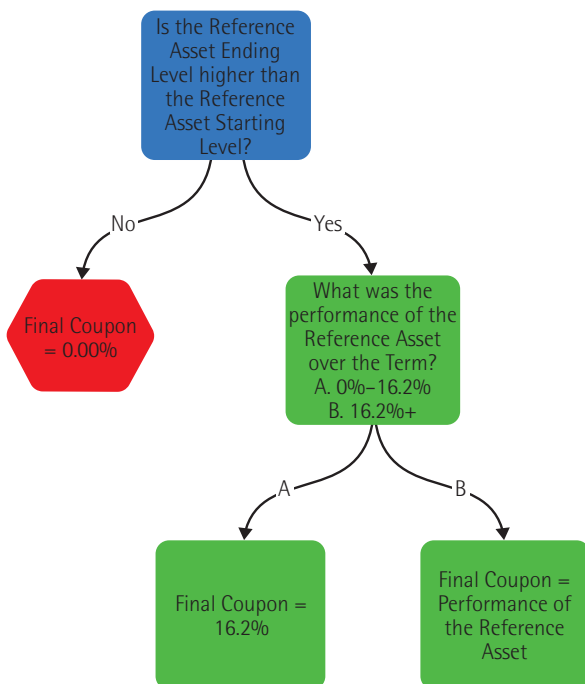 Is the Reference
Asset Ending
Level higher than
the Reference
Asset Starting
Level?
No
Yes
Final Coupon
= 0.00%
What was the
performance of the
Reference Asset
over the Term?
A. 0%–16.2%
B. 16.2%+
A
B
Final Coupon =
16.2%
Final Coupon =
Performance of
the Reference
Asset